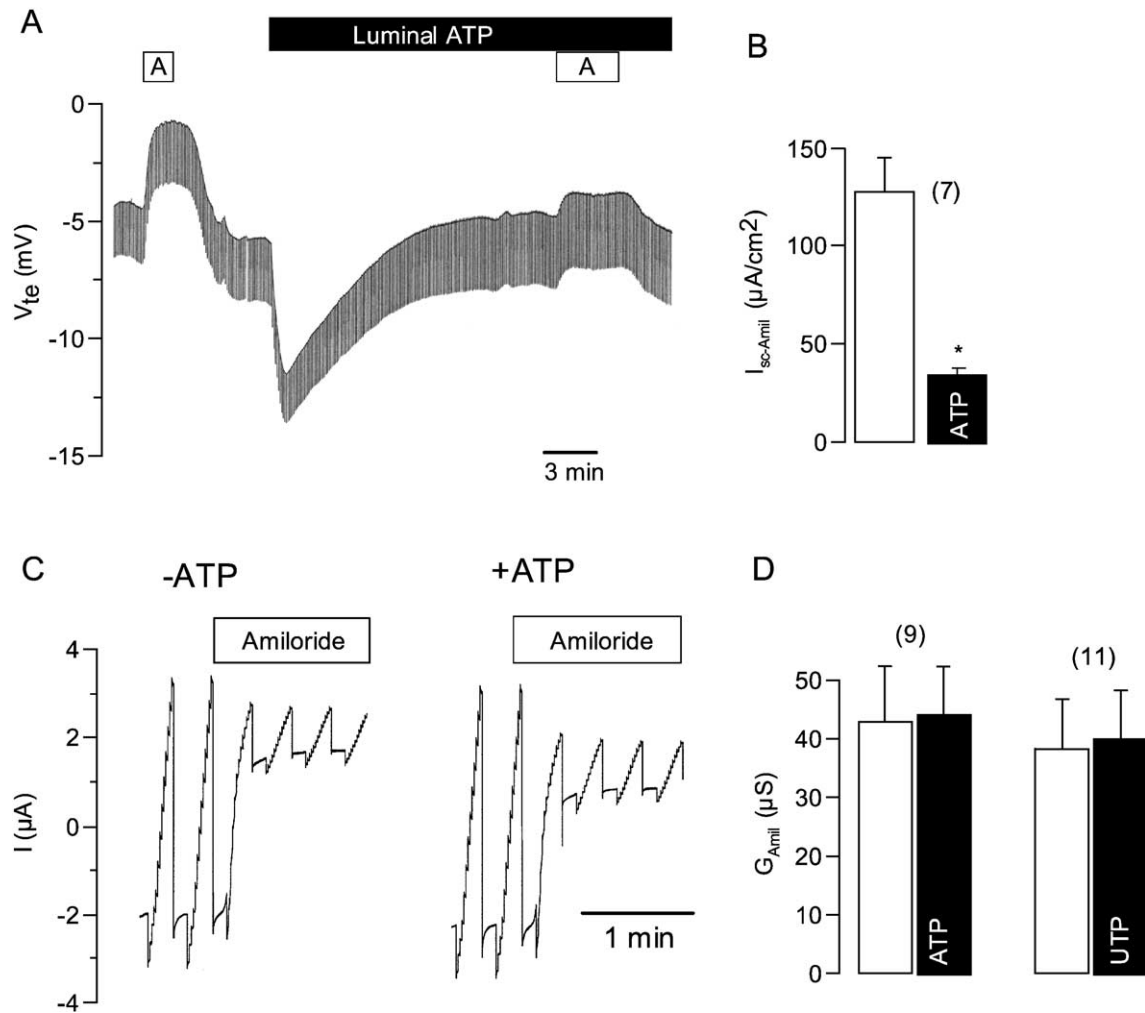 A
Luminal ATP
A
A
0
-5
-10
-15
Vte (mV)
3 min
B
150
100
50
0
Isc-Amil (µA/cm2)
(7)
*
ATP
C
-ATP
+ATP
Amiloride
Amiloride
4
2
0
-2
-4
I (µA)
1 min
D
(9)
(11)
50
40
30
20
10
0
GAmil (µS)
ATP
UTP